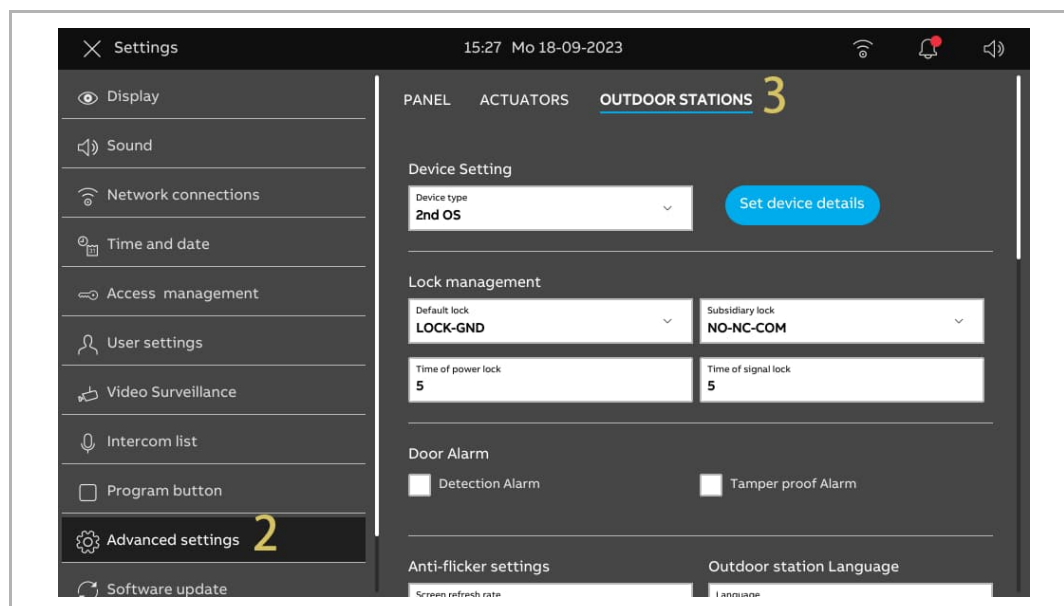 Settings
15:27 Mo 18-09-2023
Display
Sound
Network connections
31
Time and date
Access management
User settings
Video Surveillance
Intercom list
Program button
Advanced settings 2
Software update
PANEL ACTUATORS OUTDOOR STATIONS 3
Device Setting
Device type
2nd OS
Set device details
Lock management
Default lock
LOCK-GND
Subsidiary lock
NO-NC-COM
Time of power lock
5
Time of signal lock
5
Door Alarm
Detection Alarm
Tamper proof Alarm
Anti-flicker settings
Outdoor station Language
Screen refresh rate
Language